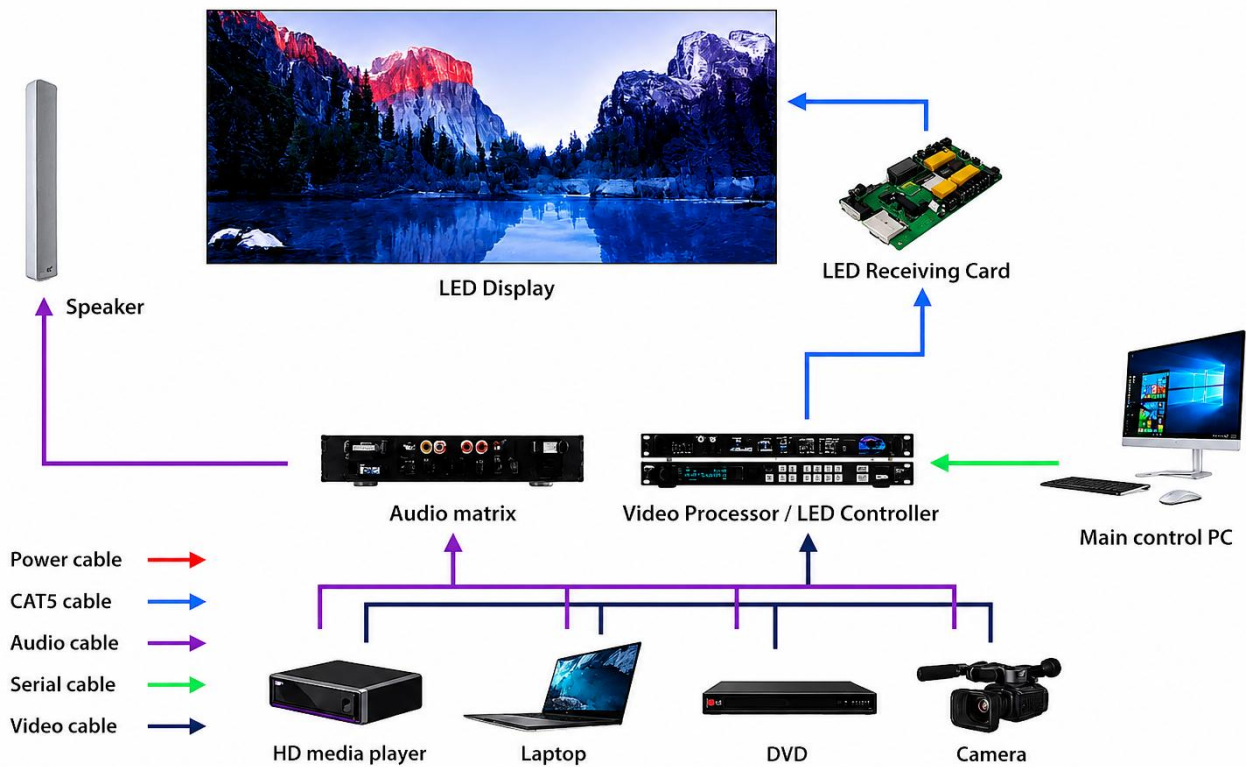 LED Display
LED Receiving Card
Speaker
Audio matrix
Video Processor / LED Controller
Main control PC
Power cable
CAT5 cable
Audio cable
Serial cable
Video cable
HD media player
Laptop
DVD
Camera